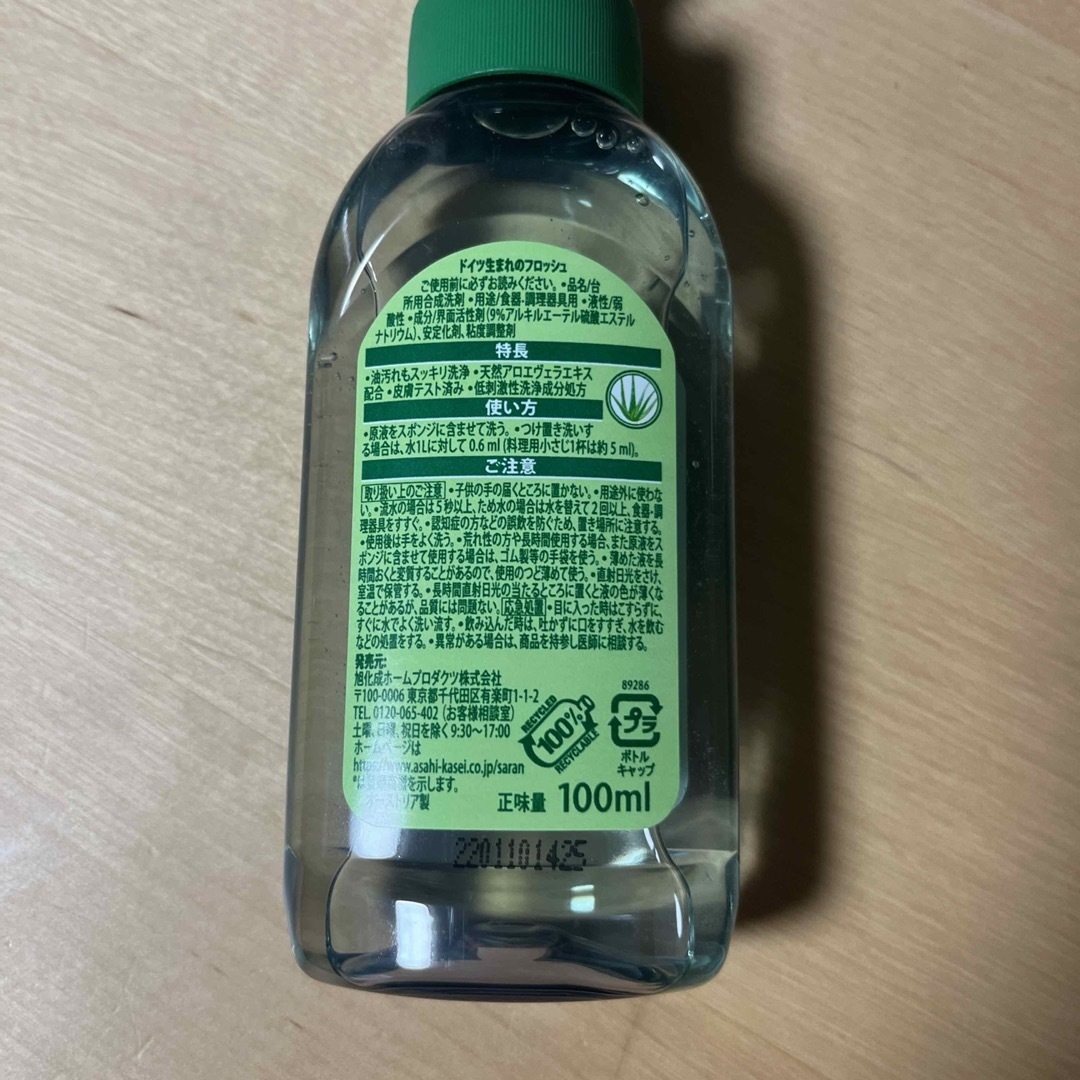 ドイツ生まれのフロッシュ
ご使用前に必ずお読みください。・品名/台
所用合成洗剤・用途/食器・調理器具用・液性/弱
酸性・成分/界面活性剤(9%アルキルエーテル硫酸エステル
ナトリウム)、安定化剤、粘度調整剤
特長
・油汚れもスッキリ洗浄・天然アロエヴェラエキス
配合・皮膚テスト済み・低刺激性洗浄成分処方
使い方
・原液をスポンジに含ませて洗う。・つけ置き洗いす
る場合は、水1Lに対して0.6ml(料理用小さじ1杯は約5ml)。
ご注意
取り扱い上のご注意・子供の手の届くところに置かない。・用途外に使わな
い。・流水の場合は5秒以上、ため水の場合は水を替えて2回以上、食器・調
理器具をすすぐ。・認知症の方などの誤飲を防ぐため、置き場所に注意する。
・使用後は手をよく洗う。・荒れ性の方や長時間使用する場合、また原液をス
ポンジに含ませて使用する場合は、ゴム製等の手袋を使う。・薄めた液を長
時間おくと変質することがあるので、使用のつど薄めて使う。・直射日光をさけ、
室温で保管する。・長時間直射日光の当たるところに置くと液の色が薄くな
ることがあるが、品質には問題ない。応急処置・目に入った時はこすらずに、
すぐに水でよく洗い流す。・飲み込んだ時は、吐かずに口をすすぎ、水を飲む
などの処置をする。・異常がある場合は、商品を持参し医師に相談する。
発売元:
旭化成ホームプロダクツ株式会社
〒100-0006 東京都千代田区有楽町1-1-2
TEL. 0120-065-402 (お客様相談室)
土曜、日曜、祝日を除く9:30〜17:00
ホームページは
https://www.asahi-kasei.co.jp/saran
*は登録商標を示します。
オーストリア製
RECYCLED
100%
RECYCLABLE
89286
プラ
ボトル
キャップ
正味量 100ml
2201101425